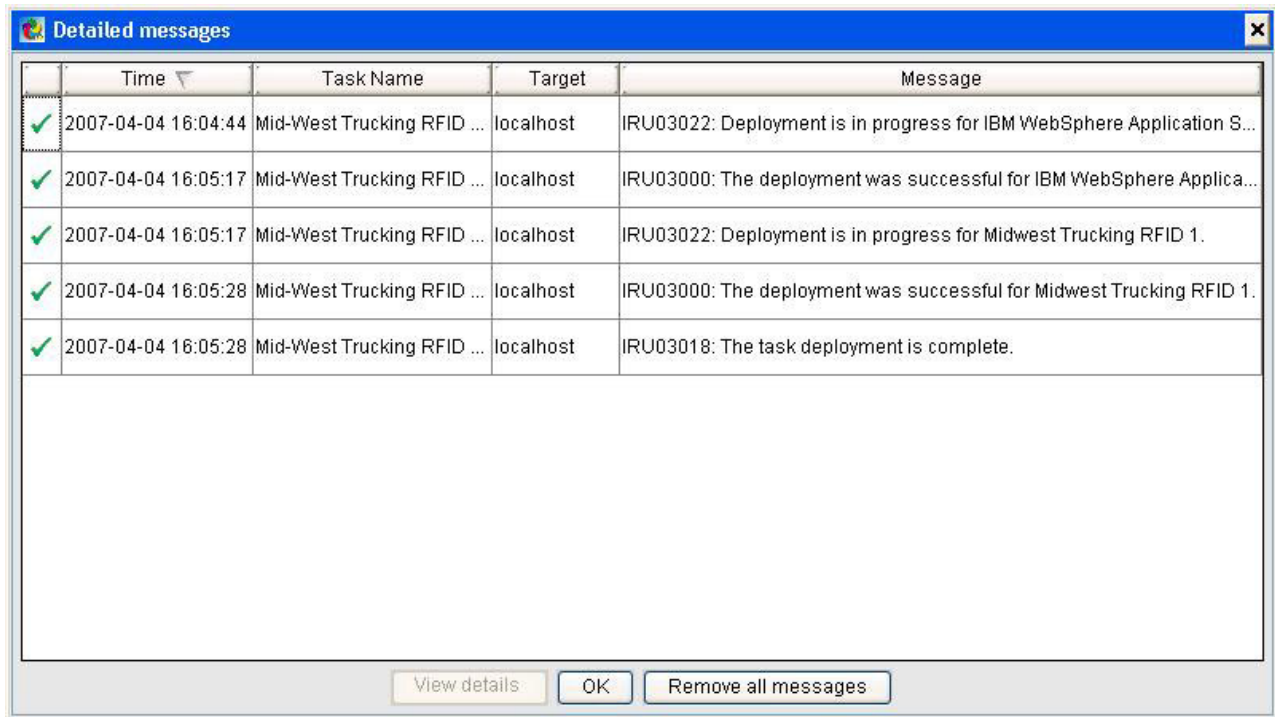 Detailed messages
Time Task Name Target Message
2007-04-04 16:04:44 Mid-West Trucking RFID ... localhost IRU03022: Deployment is in progress for IBM WebSphere Application S...
2007-04-04 16:05:17 Mid-West Trucking RFID ... localhost IRU03000: The deployment was successful for IBM WebSphere Applica...
2007-04-04 16:05:17 Mid-West Trucking RFID ... localhost IRU03022: Deployment is in progress for Midwest Trucking RFID 1.
2007-04-04 16:05:28 Mid-West Trucking RFID ... localhost IRU03000: The deployment was successful for Midwest Trucking RFID 1.
2007-04-04 16:05:28 Mid-West Trucking RFID ... localhost IRU03018: The task deployment is complete.
View details OK Remove all messages